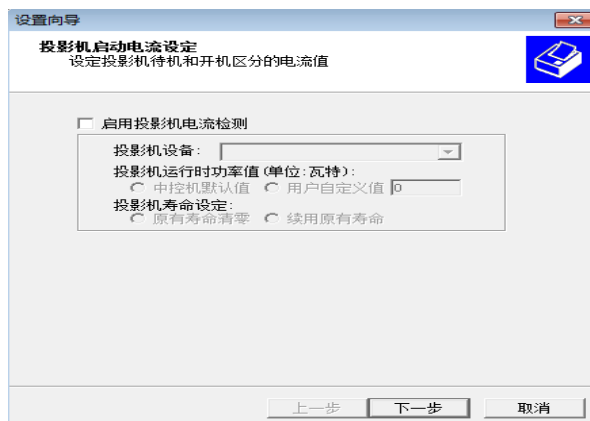 设置向导
投影机启动电流设定
设定投影机待机和开机区分的电流值
启用投影机电流检测
投影机设备:
投影机运行时功率值(单位:瓦特):
中控机默认值 用户自定义值 0
投影机寿命设定:
原有寿命清零 续用原有寿命
上一步 下一步 取消